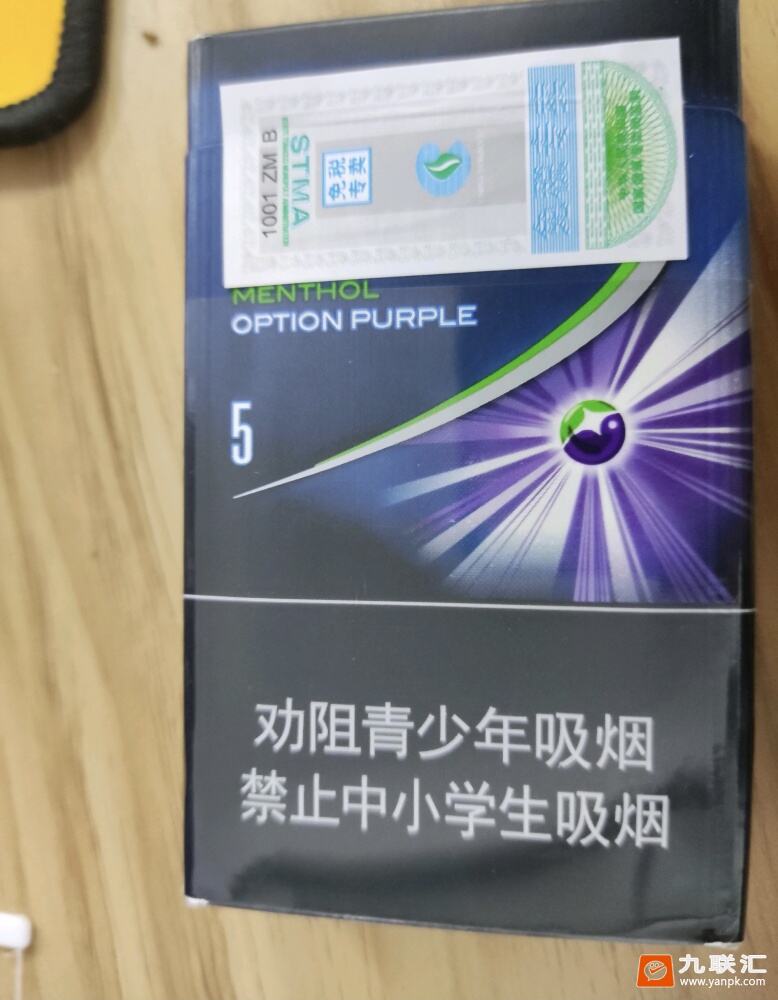 1001 ZM B
STMA
免税
专卖
MENTHOL
OPTION PURPLE
5
劝阻青少年吸烟
禁止中小学生吸烟
九联汇
www.yanpk.com